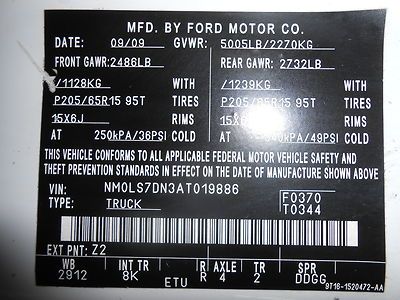 MFD. BY FORD MOTOR CO.
DATE: 09/09 GVWR: 5005LB/2270KG
FRONT GAWR: 2486LB REAR GAWR: 2732LB
/1128KG WITH /1239KG WITH
P205/65R15 95T TIRES P205/65R15 95T TIRES
15X6J RIMS 15X6 RIMS
AT 250kPA/36PSI AT 340kPA/49PSI
THIS VEHICLE CONFORMS TO ALL APPLICABLE FEDERAL MOTOR VEHICLE SAFETY AND
THEFT PREVENTION STANDARDS IN EFFECT ON THE DATE OF MANUFACTURE SHOWN ABOVE.
VIN: NM0LS7DN3AT019886 F0370
TYPE: TRUCK T0344
EXT PNT: Z2
WB INT TR R AXLE TR SPR
2912 8K R 4 2 DDGG
ETU 9T16-1520472-AA